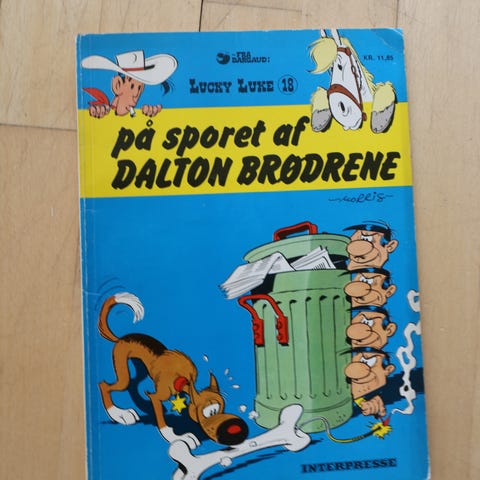 FRA
DARGAUD:
KR. 11,85
LUCKY LUKE 18
på sporet af
DALTON BRØDRENE
-MORRIS-
INTERPRESSE